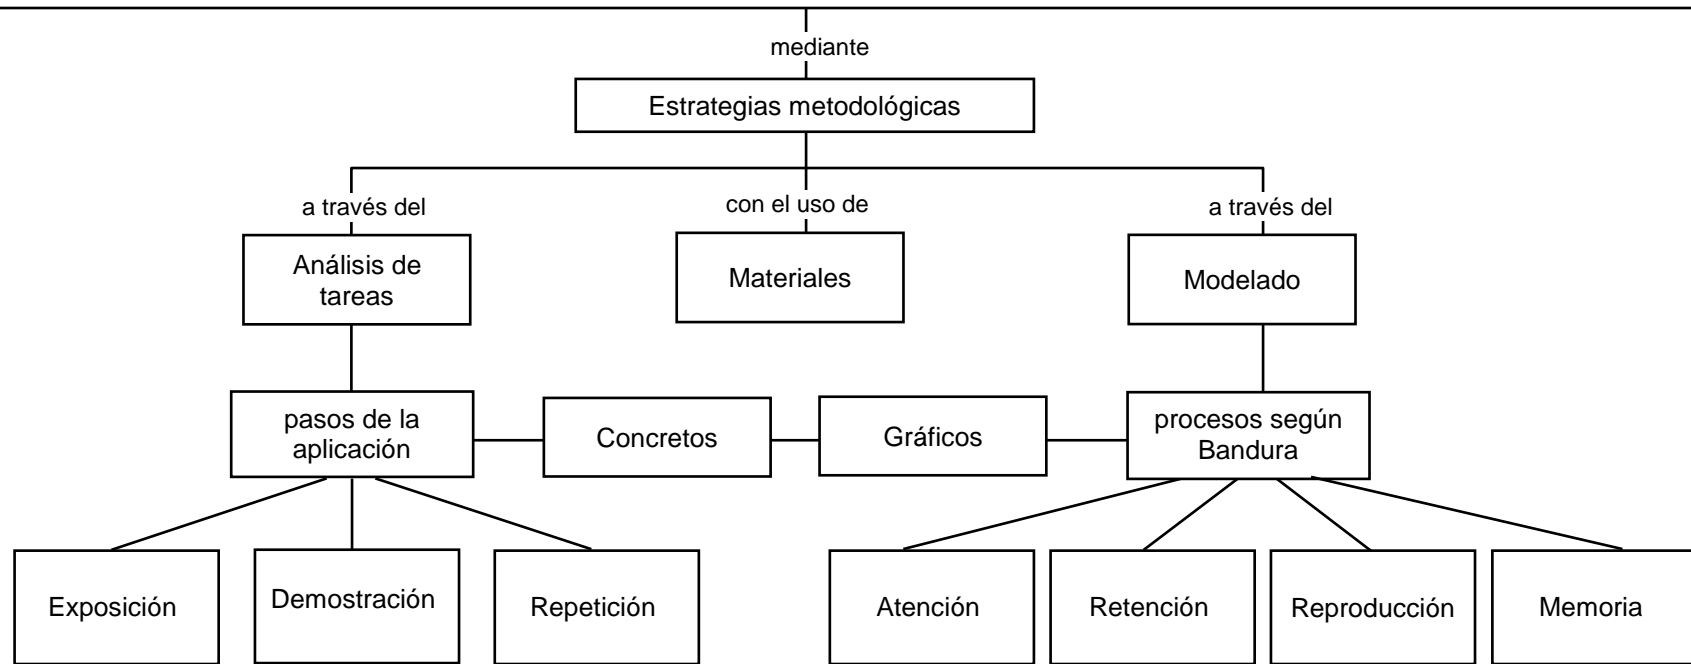 mediante
Estrategias metodológicas
a través del
con el uso de
a través del
Análisis de
tareas
Materiales
Modelado
pasos de la
aplicación
Concretos
Gráficos
procesos según
Bandura
Exposición
Demostración
Repetición
Atención
Retención
Reproducción
Memoria